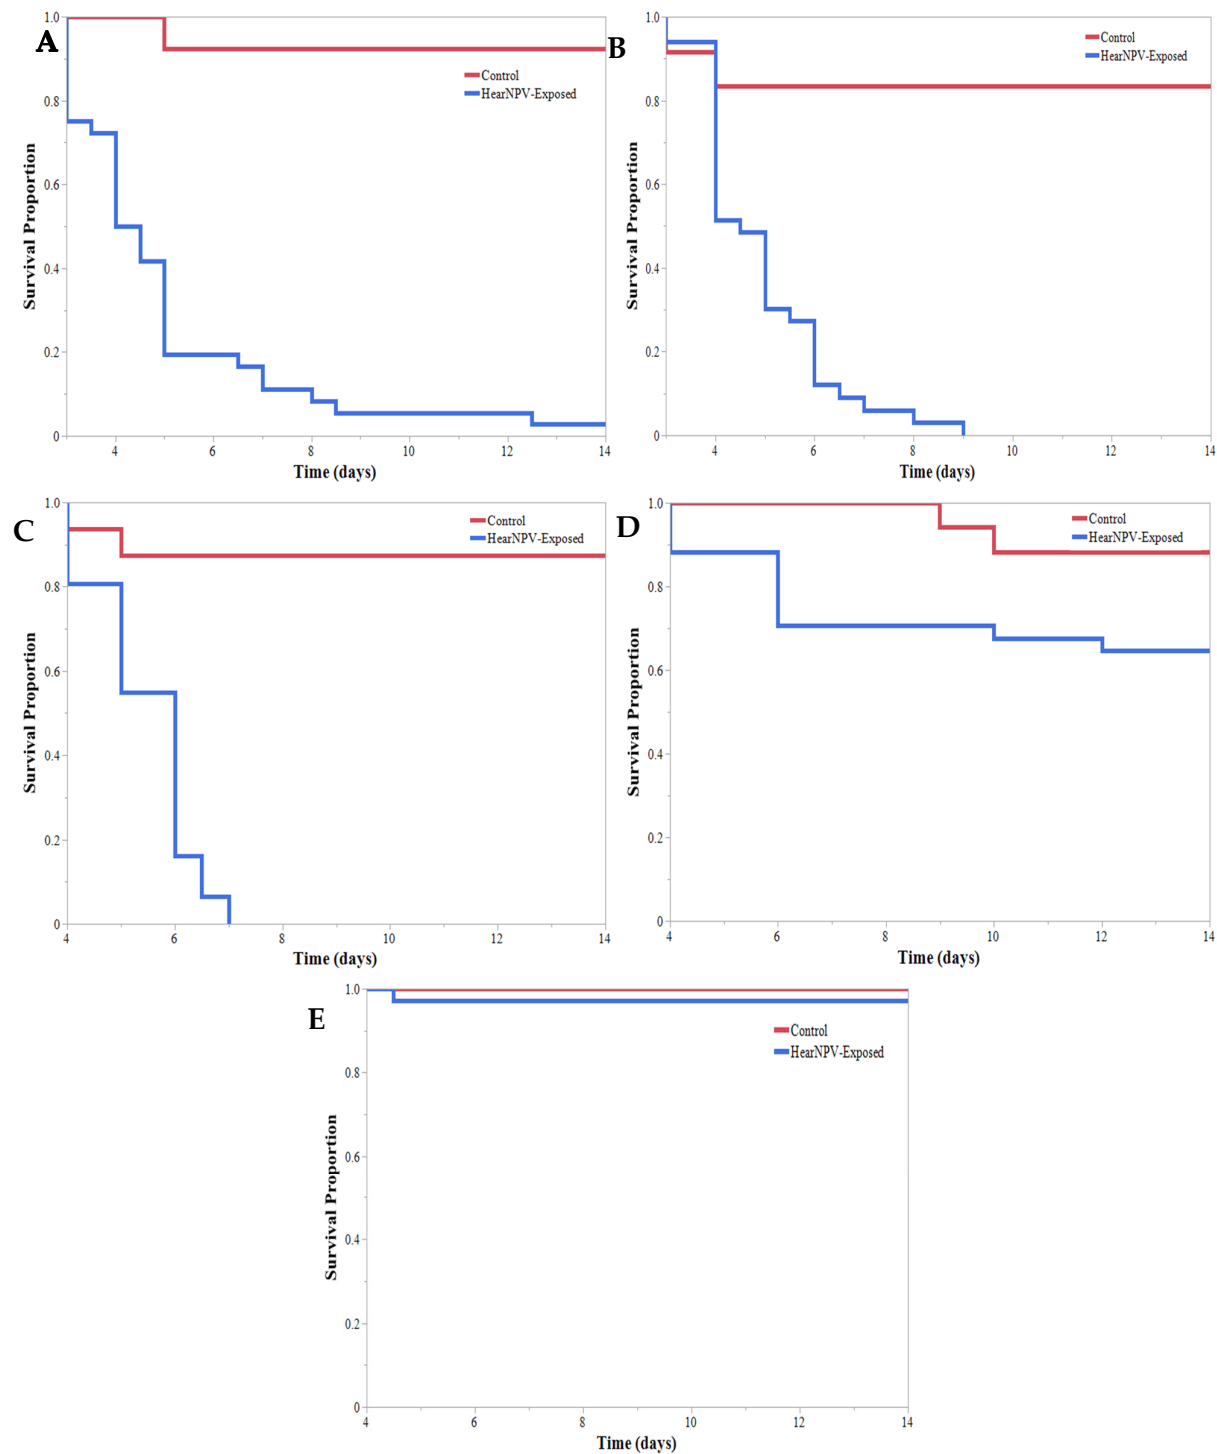 A
1.0
0.8
0.6
0.4
0.2
0
Survival Proportion
Control
HearNPV-Exposed
4 6 8 10 12 14
Time (days)
B
1.0
0.8
0.6
0.4
0.2
0
Survival Proportion
Control
HearNPV-Exposed
4 6 8 10 12 14
Time (days)
C
1.0
0.8
0.6
0.4
0.2
0
Survival Proportion
Control
HearNPV-Exposed
4 6 8 10 12 14
Time (days)
D
1.0
0.8
0.6
0.4
0.2
0
Survival Proportion
Control
HearNPV-Exposed
4 6 8 10 12 14
Time (days)
E
1.0
0.8
0.6
0.4
0.2
0
Survival Proportion
Control
HearNPV-Exposed
4 6 8 10 12 14
Time (days)